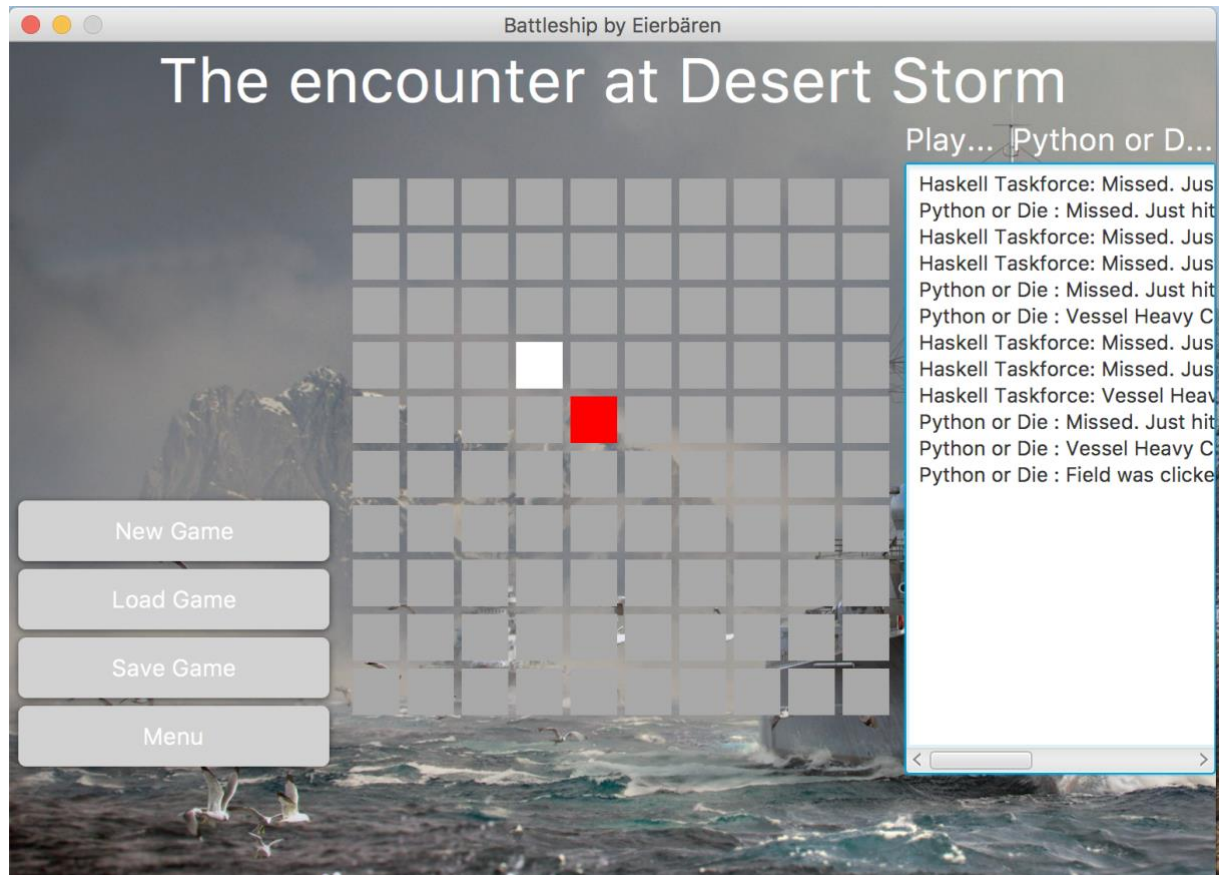 Battleship by Eierbären
The encounter at Desert Storm
Play... Python or D...
Haskell Taskforce: Missed. Jus
Python or Die : Missed. Just hit
Haskell Taskforce: Missed. Jus
Haskell Taskforce: Missed. Jus
Python or Die : Missed. Just hit
Python or Die : Vessel Heavy C
Haskell Taskforce: Missed. Jus
Haskell Taskforce: Missed. Jus
Haskell Taskforce: Vessel Heav
Python or Die : Missed. Just hit
Python or Die : Vessel Heavy C
Python or Die : Field was clicke
New Game
Load Game
Save Game
Menu